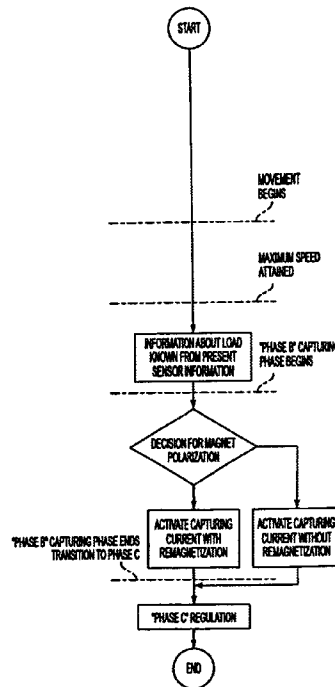 START
MOVEMENT
BEGINS
MAXIMUM SPEED
ATTAINED
INFORMATION ABOUT LOAD
KNOWN FROM PRESENT
SENSOR INFORMATION
"PHASE B" CAPTURING
PHASE BEGINS
DECISION FOR MAGNET
POLARIZATION
ACTIVATE CAPTURING
CURRENT WITH
REMAGNETIZATION
ACTIVATE CAPTURING
CURRENT WITHOUT
REMAGNETIZATION
"PHASE B" CAPTURING PHASE ENDS
TRANSITION TO PHASE C
"PHASE C" REGULATION
END